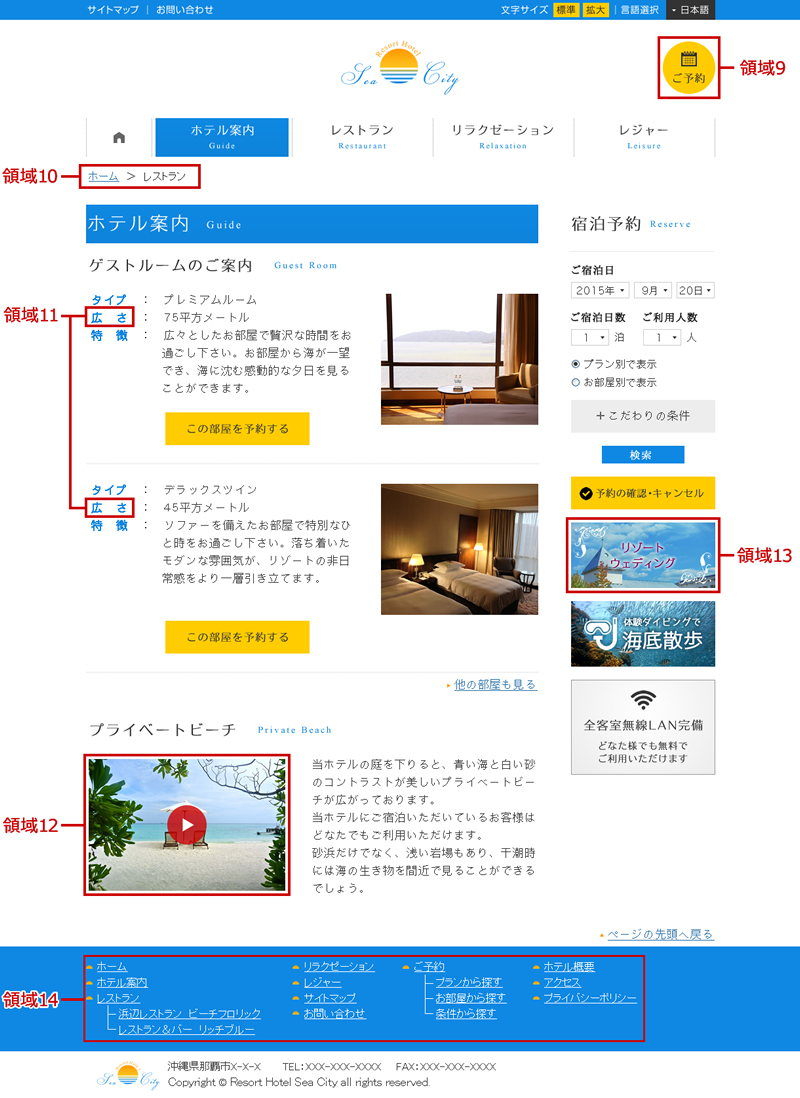 サイトマップ | お問い合わせ
文字サイズ 標準 拡大 | 言語選択 日本語
Resort Hotel
Sea City
ご予約
領域9
ホテル案内 レストラン リラクゼーション レジャー
Guide Restaurant Relaxation Leisure
領域10
ホーム > レストラン
ホテル案内 Guide
宿泊予約 Reserve
ゲストルームのご案内 Guest Room
領域11
タイプ : プレミアムルーム
広 さ : 75平方メートル
特 徴 : 広々としたお部屋で贅沢な時間をお
過ごし下さい。お部屋から海が一望
でき、海に沈む感動的な夕日を見る
ことができます。
この部屋を予約する
タイプ : デラックスツイン
広 さ : 45平方メートル
特 徴 : ソファーを備えたお部屋で特別なひ
と時をお過ごし下さい。落ち着いた
モダンな雰囲気が、リゾートの非日
常感をより一層引き立てます。
この部屋を予約する
他の部屋も見る
ご宿泊日
2015年 9月 20日
ご宿泊日数 ご利用人数
1 泊 1 人
プラン別で表示
お部屋別で表示
+こだわりの条件
検索
予約の確認・キャンセル
リゾート
ウェディング
領域13
体験ダイビングで
海底散歩
全客室無線LAN完備
どなた様でも無料で
ご利用いただけます
プライベートビーチ Private Beach
領域12
当ホテルの庭を下りると、青い海と白い砂
のコントラストが美しいプライベートビー
チが広がっております。
当ホテルにご宿泊いただいているお客様は
どなたでもご利用いただけます。
砂浜だけでなく、浅い岩場もあり、干潮時
には海の生き物を間近で見ることができる
でしょう。
ページの先頭へ戻る
領域14
ホーム リラクゼーション ご予約 ホテル概要
ホテル案内 レジャー プランから探す アクセス
レストラン サイトマップ お部屋から探す プライバシーポリシー
浜辺レストラン ビーチフロリック お問い合わせ 条件から探す
レストラン&バー リッチブルー
Resort Hotel
Sea City
沖縄県那覇市X-X-X TEL:XXX-XXX-XXXX FAX:XXX-XXX-XXXX
Copyright © Resort Hotel Sea City all rights reserved.